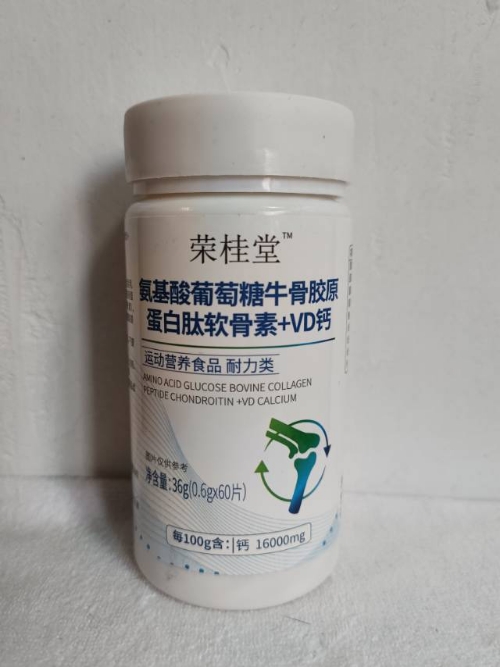 荣桂堂™
氨基酸葡萄糖牛骨胶原
蛋白肽软骨素+VD钙
运动营养食品 耐力类
AMINO ACID GLUCOSE BOVINE COLLAGEN
PEPTIDE CHONDROITIN +VD CALCIUM
图片仅供参考
净含量:36g(0.6gx60片)
每100g含: 钙 16000mg